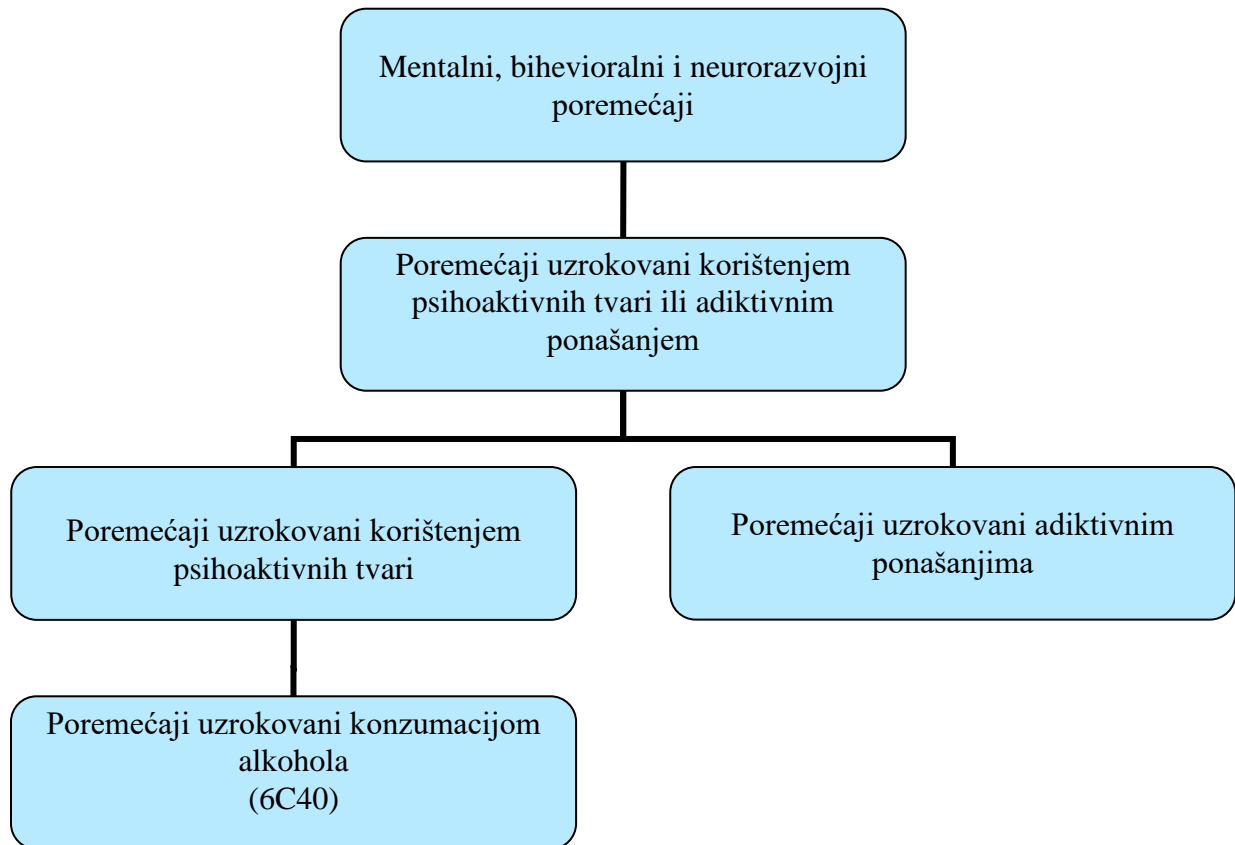 Mentalni, bihevioralni i neurorazvojni
poremećaji
Poremećaji uzrokovani korištenjem
psihoaktivnih tvari ili adiktivnim
ponašanjem
Poremećaji uzrokovani korištenjem
psihoaktivnih tvari
Poremećaji uzrokovani adiktivnim
ponašanjima
Poremećaji uzrokovani konzumacijom
alkohola
(6C40)